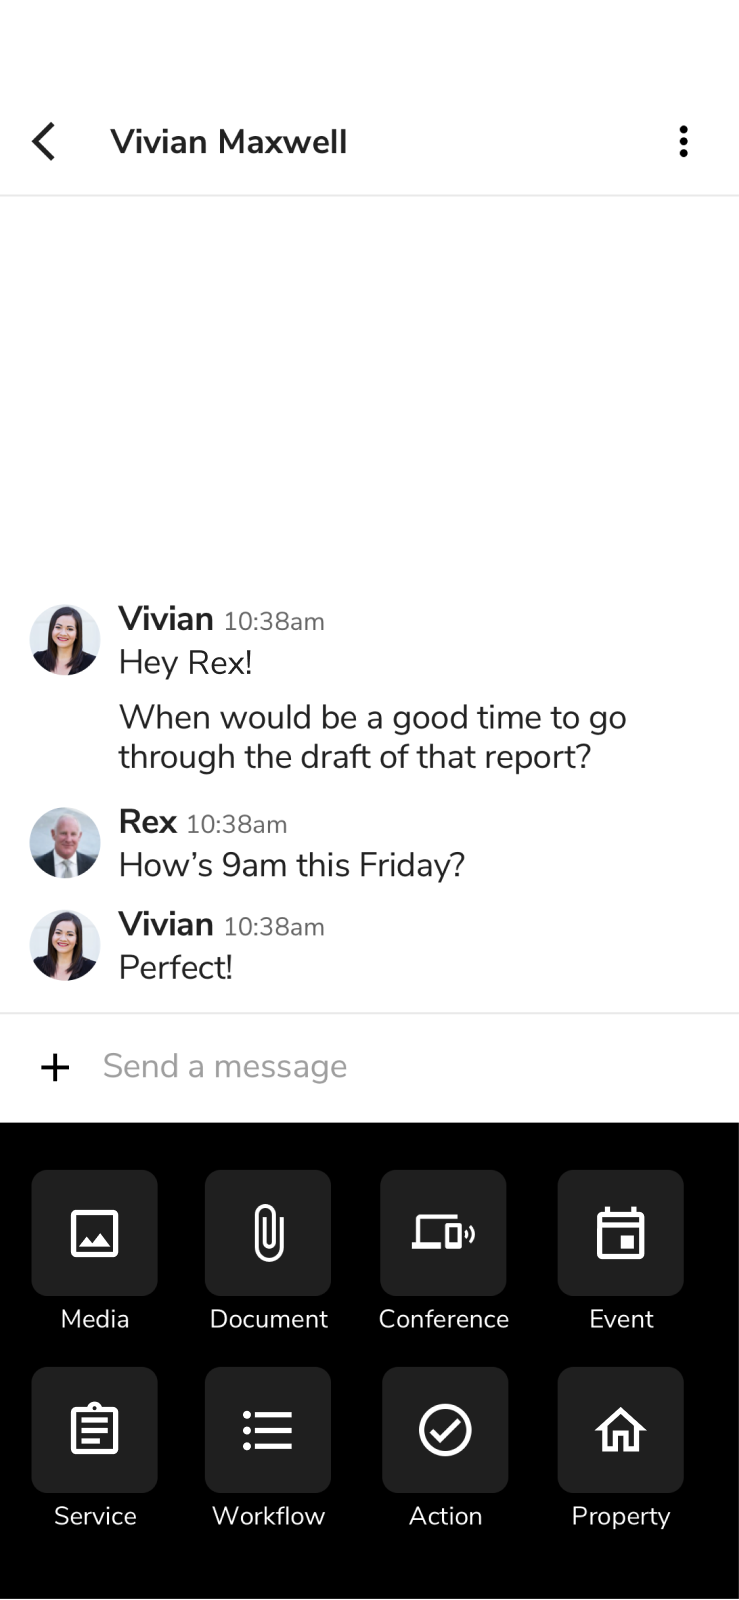 Vivian Maxwell
Vivian 10:38am
Hey Rex!
When would be a good time to go
through the draft of that report?
Rex 10:38am
How’s 9am this Friday?
Vivian 10:38am
Perfect!
Send a message
Media Document Conference Event
Service Workflow Action Property